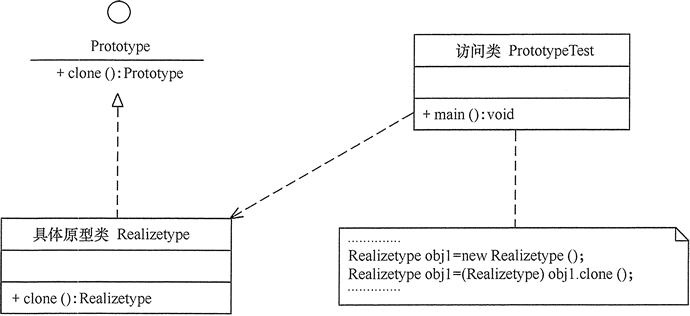 Prototype
+ clone ():Prototype
访问类 PrototypeTest
+ main ():void
具体原型类 Realizetype
+ clone ():Realizetype
..............
Realizetype obj1=new Realizetype ();
Realizetype obj1=(Realizetype) obj1.clone ();
..............